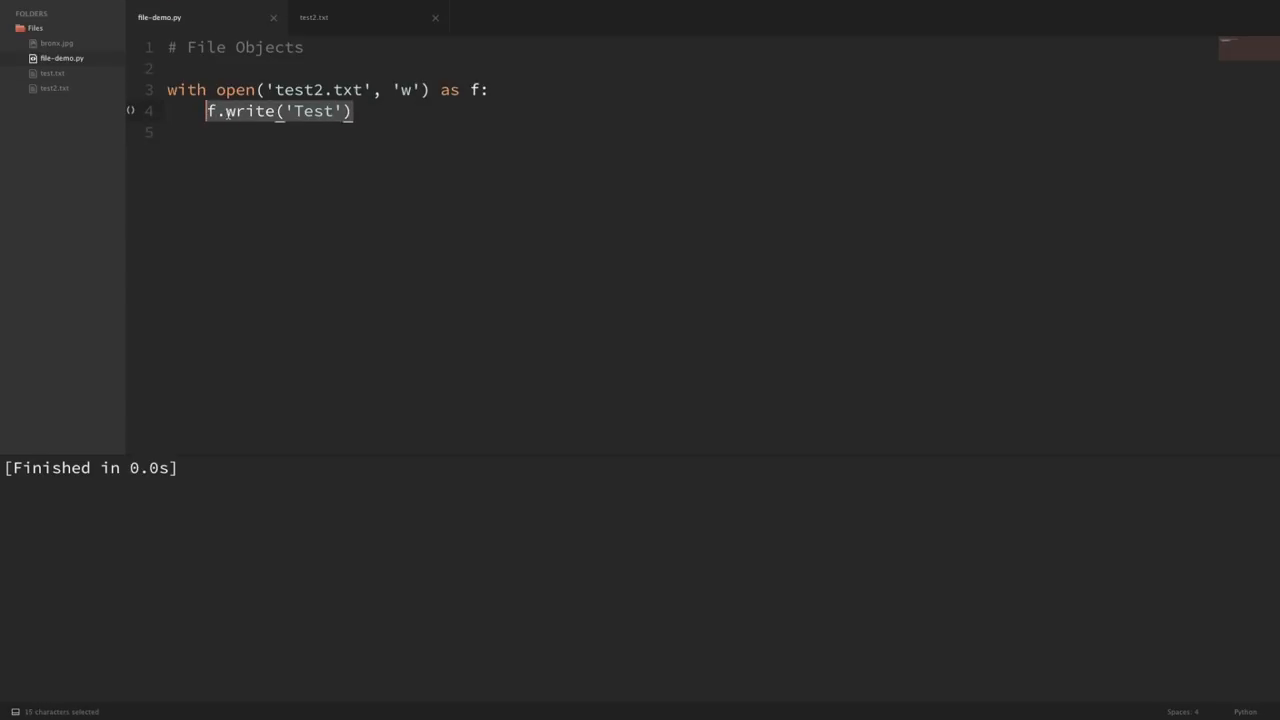 FOLDERS
Files
bronx.jpg
file-demo.py
test.txt
test2.txt
file-demo.py
test2.txt
1 # File Objects
2
3 with open('test2.txt', 'w') as f:
4 f.write('Test')
5
[Finished in 0.0s]
15 characters selected
Spaces: 4
Python